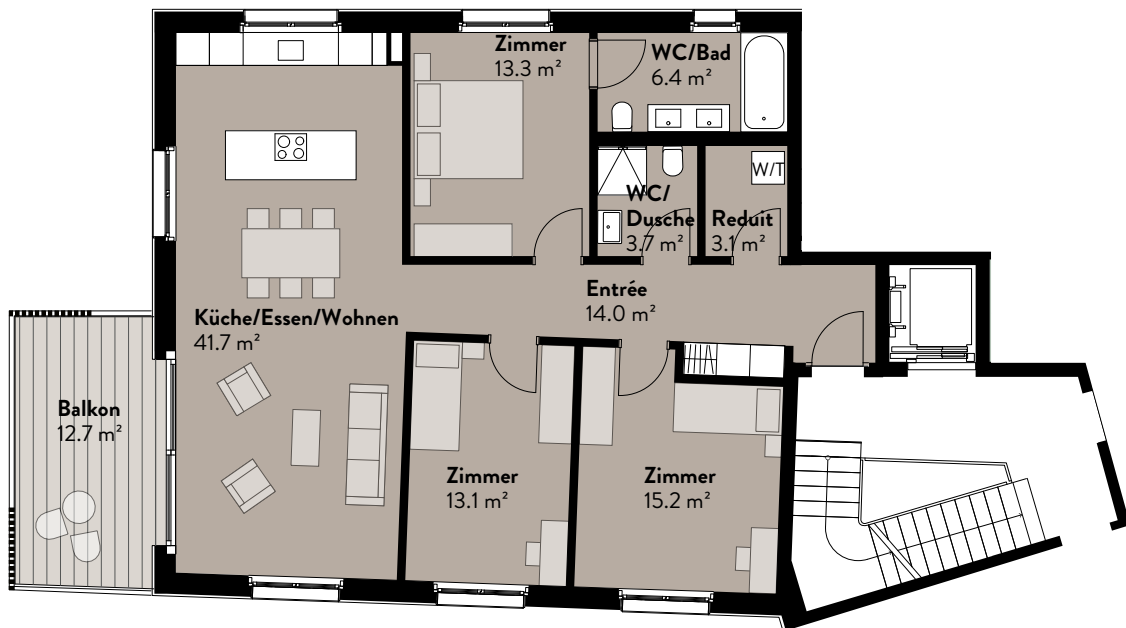 Zimmer
13.3 m²
WC/Bad
6.4 m²
W/T
WC/
Dusche
3.7 m²
Reduit
3.1 m²
Entrée
14.0 m²
Küche/Essen/Wohnen
41.7 m²
Balkon
12.7 m²
Zimmer
13.1 m²
Zimmer
15.2 m²